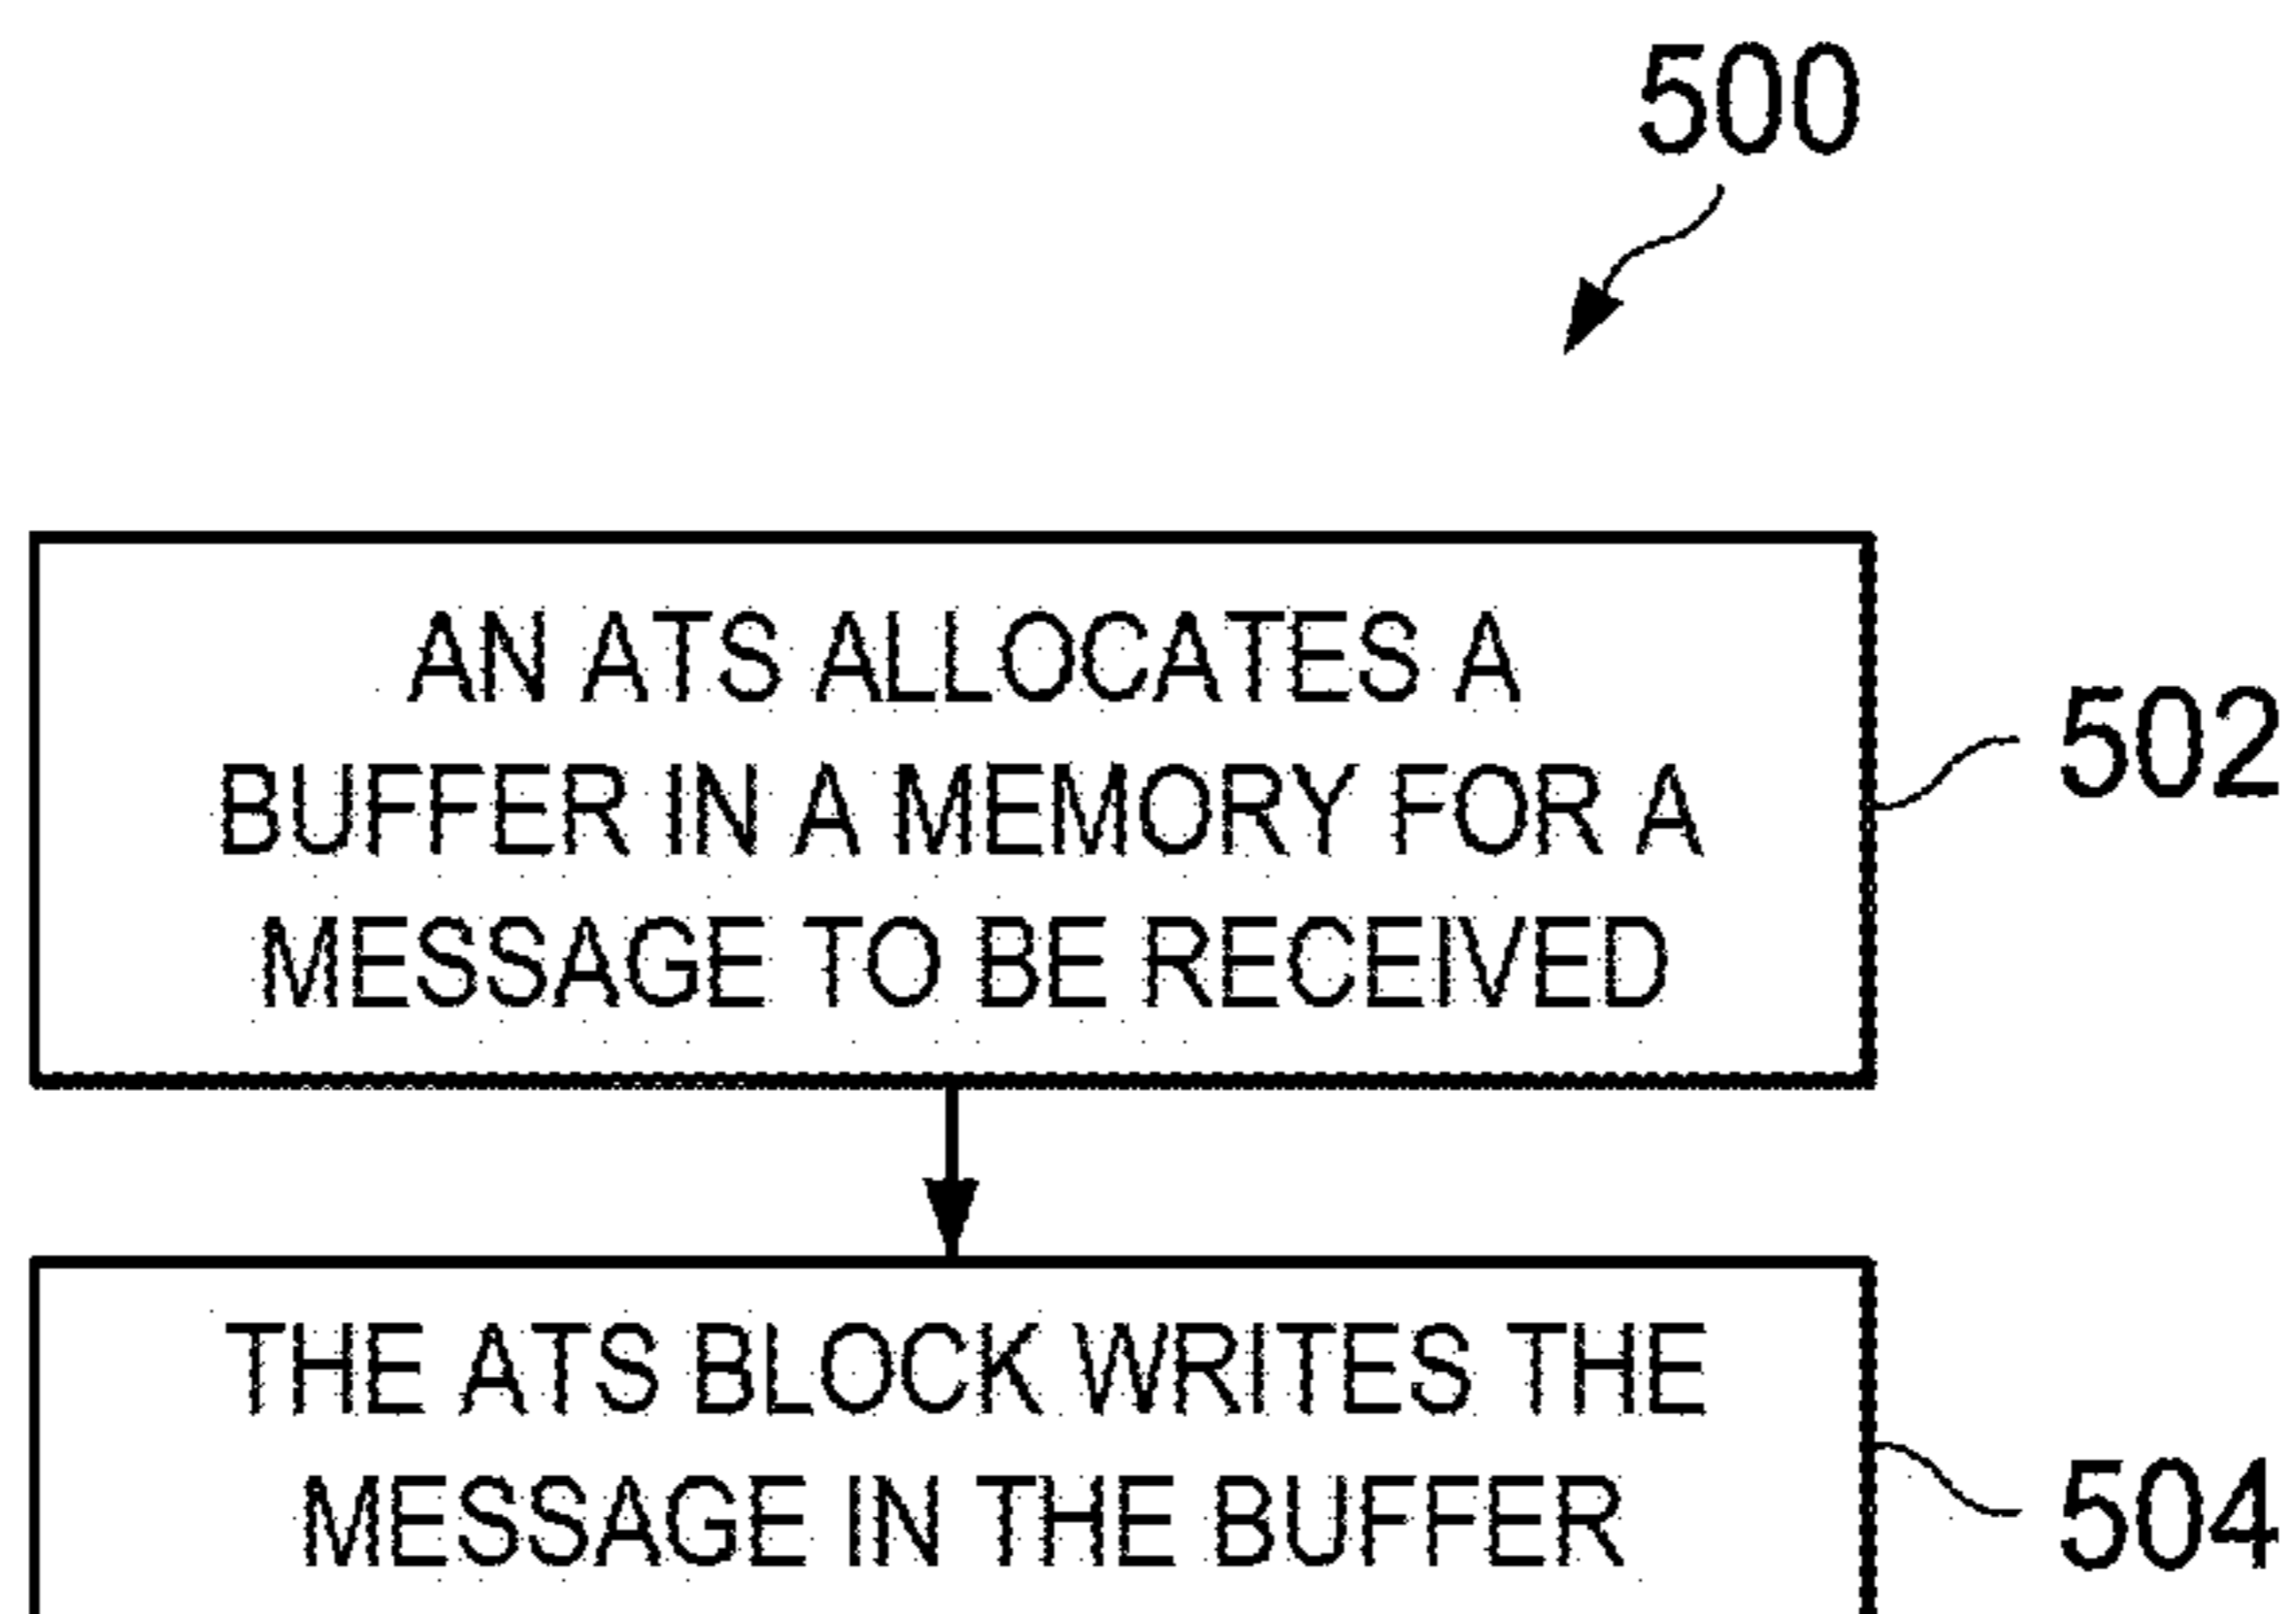 500
AN ATS ALLOCATES A
BUFFER IN A MEMORY FOR A
MESSAGE TO BE RECEIVED
502
THE ATS BLOCK WRITES THE
MESSAGE IN THE BUFFER
504